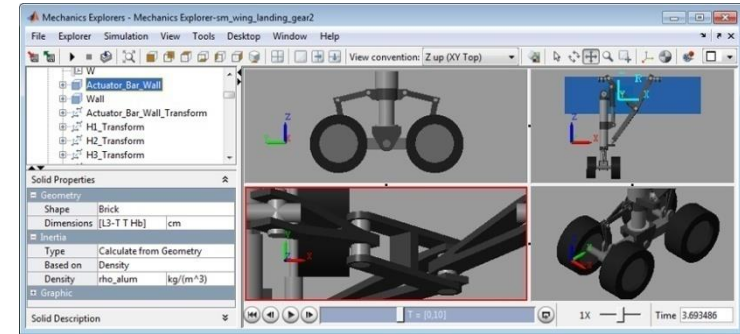 Mechanics Explorers - Mechanics Explorer-sm_wing_landing_gear2
File Explorer Simulation View Tools Desktop Window Help
View convention: Z up (XY Top)
W
Actuator_Bar_Wall
Wall
Actuator_Bar_Wall_Transform
H1_Transform
H2_Transform
H3_Transform
Solid Properties
Geometry
Shape Brick
Dimensions [L3-T T Hb] cm
Inertia
Type Calculate from Geometry
Based on Density
Density rho_alum kg/(m^3)
Graphic
Solid Description
Z
X
Z
X
X
T = [0,10]
1X
Time 3.693486